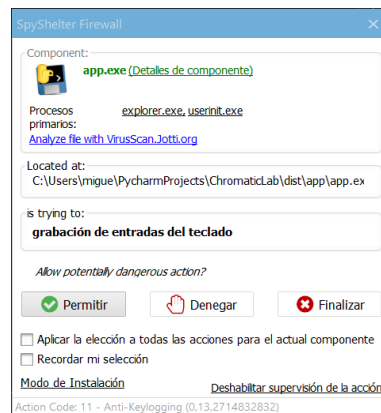 SpyShelter Firewall
Component:
app.exe (Detalles de componente)
Procesos primarios: explorer.exe, userinit.exe
Analyze file with VirusScan.Jotti.org
Located at:
C:\Users\migue\PycharmProjects\ChromaticLab\dist\app\app.ex
is trying to:
grabación de entradas del teclado
Allow potentially dangerous action?
Permitir Denegar Finalizar
Aplicar la elección a todas las acciones para el actual componente
Recordar mi selección
Modo de Instalación Deshabilitar supervisión de la acción
Action Code: 11 - Anti-Keylogging (0,13,2714832832)